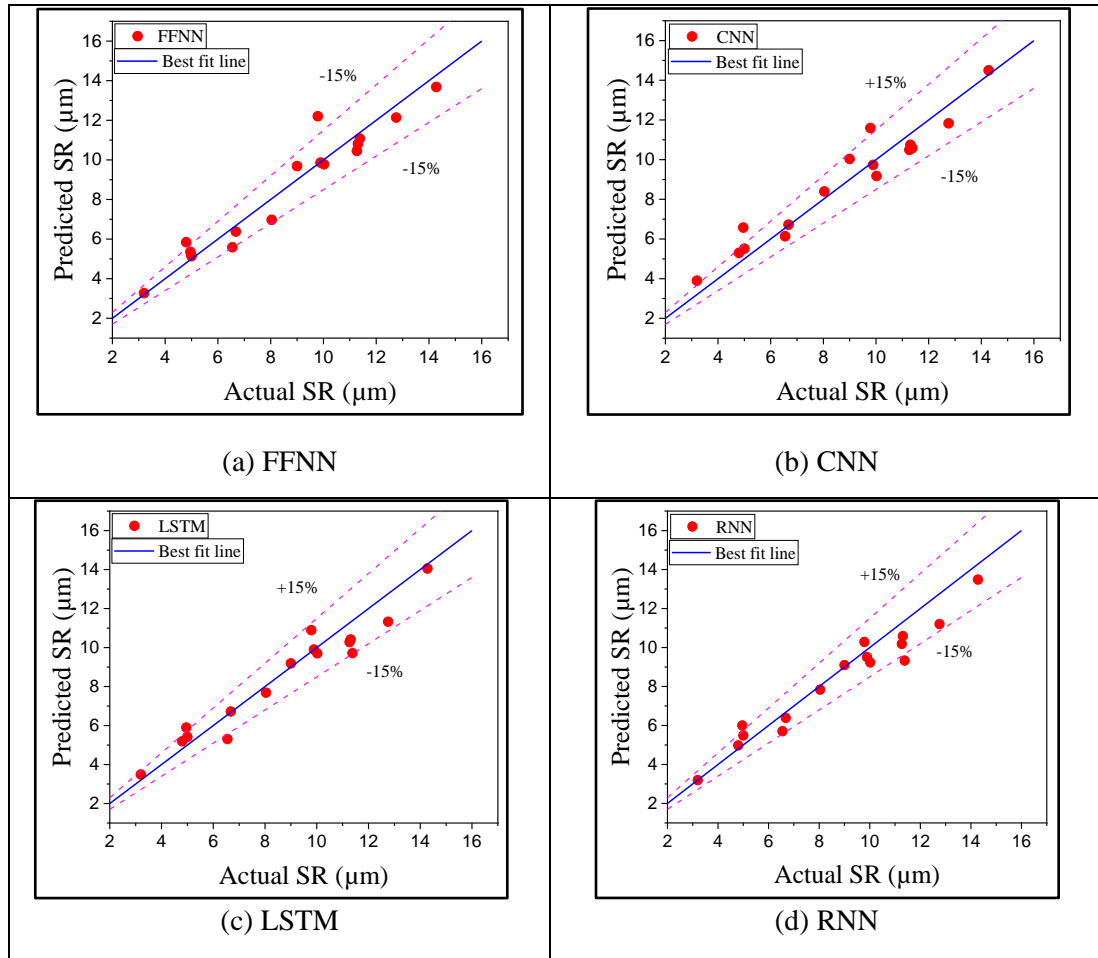 FFNN
Best fit line
-15%
-15%
16
14
12
10
8
6
4
2
2 4 6 8 10 12 14 16
Predicted SR (µm)
Actual SR (µm)
(a) FFNN
CNN
Best fit line
+15%
-15%
16
14
12
10
8
6
4
2
2 4 6 8 10 12 14 16
Predicted SR (µm)
Actual SR (µm)
(b) CNN
LSTM
Best fit line
+15%
-15%
16
14
12
10
8
6
4
2
2 4 6 8 10 12 14 16
Predicted SR (µm)
Actual SR (µm)
(c) LSTM
RNN
Best fit line
+15%
-15%
16
14
12
10
8
6
4
2
2 4 6 8 10 12 14 16
Predicted SR (µm)
Actual SR (µm)
(d) RNN